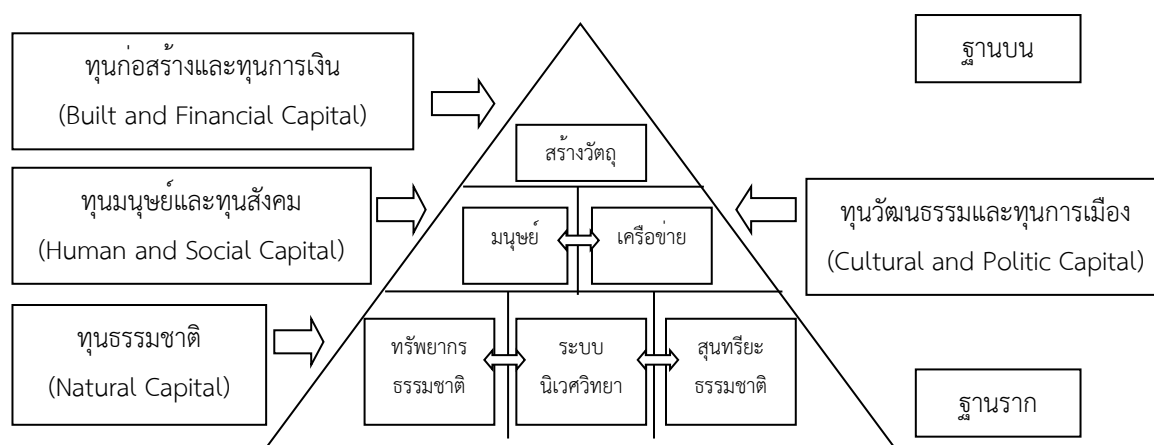 ทุนก่อสร้างและทุนการเงิน
(Built and Financial Capital)
ฐานบน
สร้างวัตถุ
ทุนมนุษย์และทุนสังคม
(Human and Social Capital)
มนุษย์
เครือข่าย
ทุนวัฒนธรรมและทุนการเมือง
(Cultural and Politic Capital)
ทุนธรรมชาติ
(Natural Capital)
ทรัพยากร
ธรรมชาติ
ระบบ
นิเวศวิทยา
สุนทรียะ
ธรรมชาติ
ฐานราก